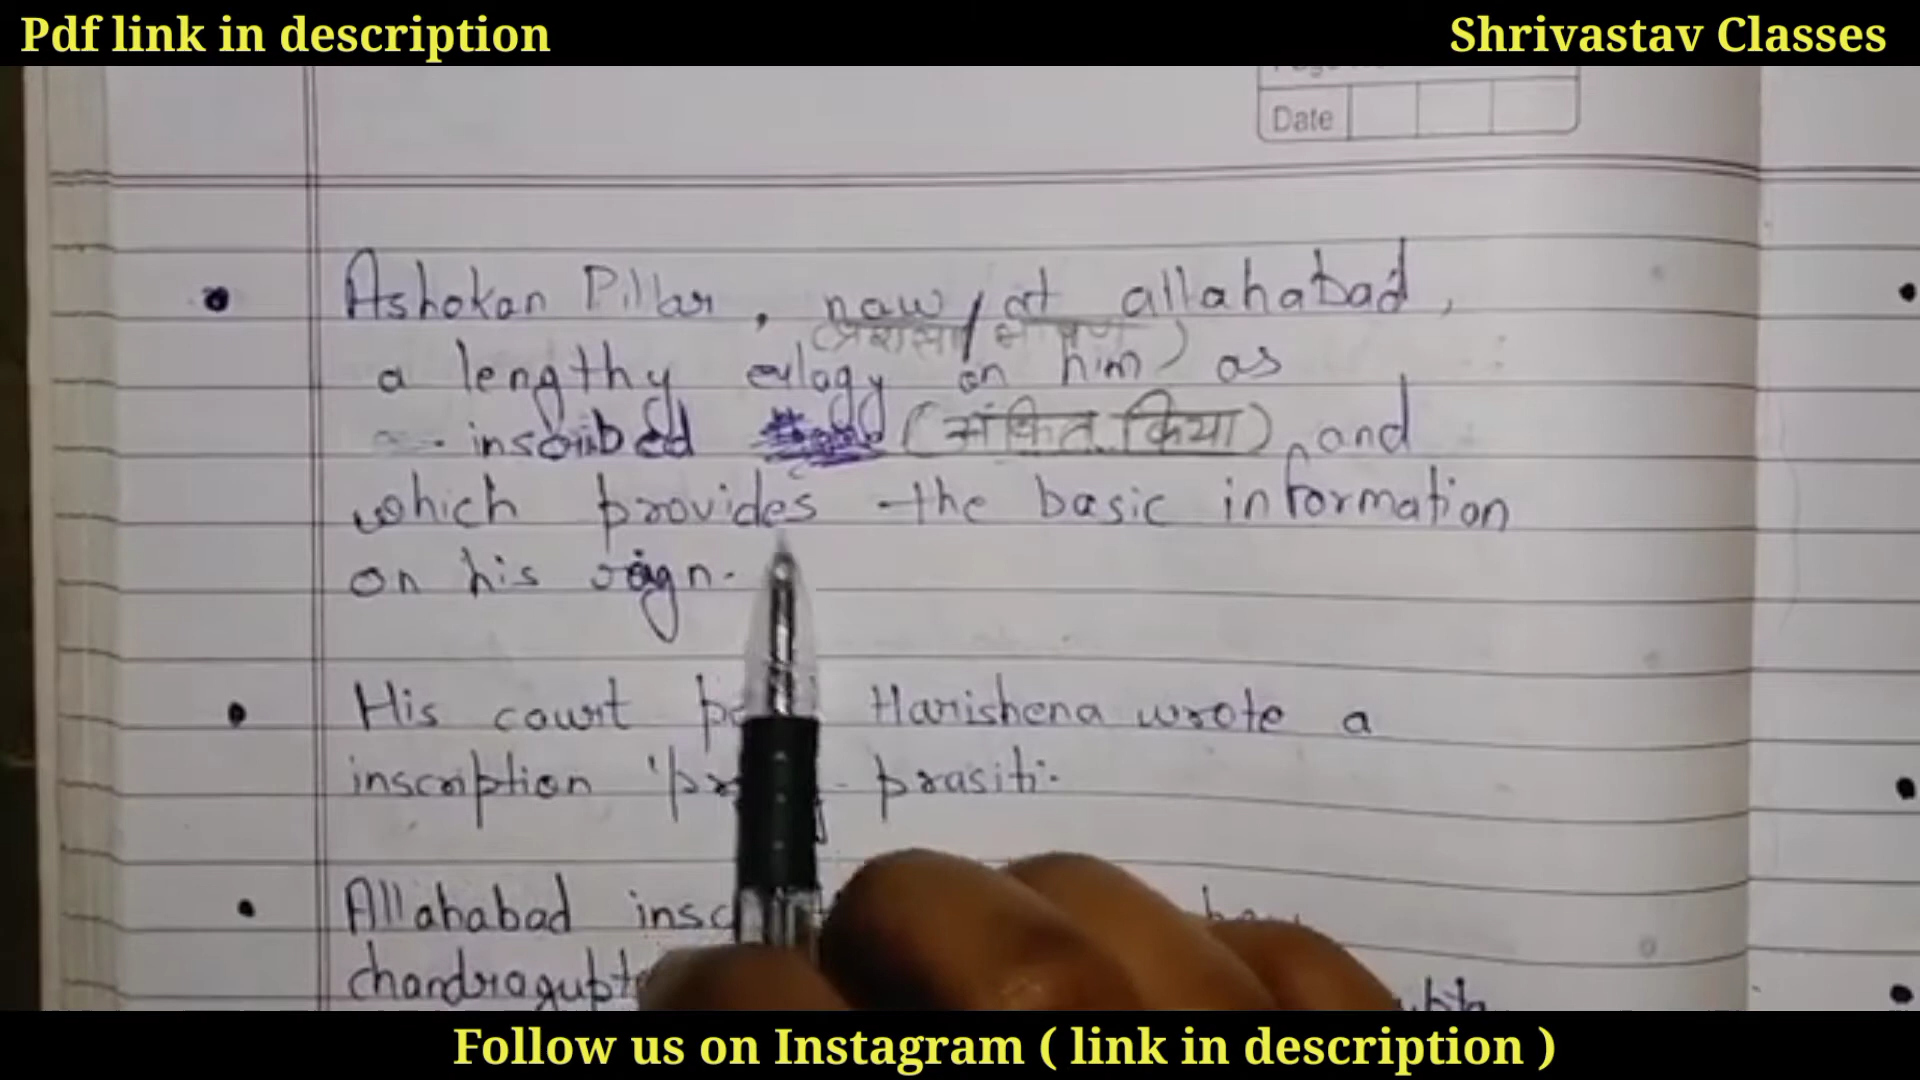 Pdf link in description
Shrivastav Classes
Date
Ashokan Pillar, now at allahabad,
(प्रशंसा भाषण)
a lengthy eulogy on him as
inscribed (अंकित किया) and
which provides the basic information
on his reign.
His court Harishena wrote a
inscription prasiti.
Allahabad
Follow us on Instagram ( link in description )